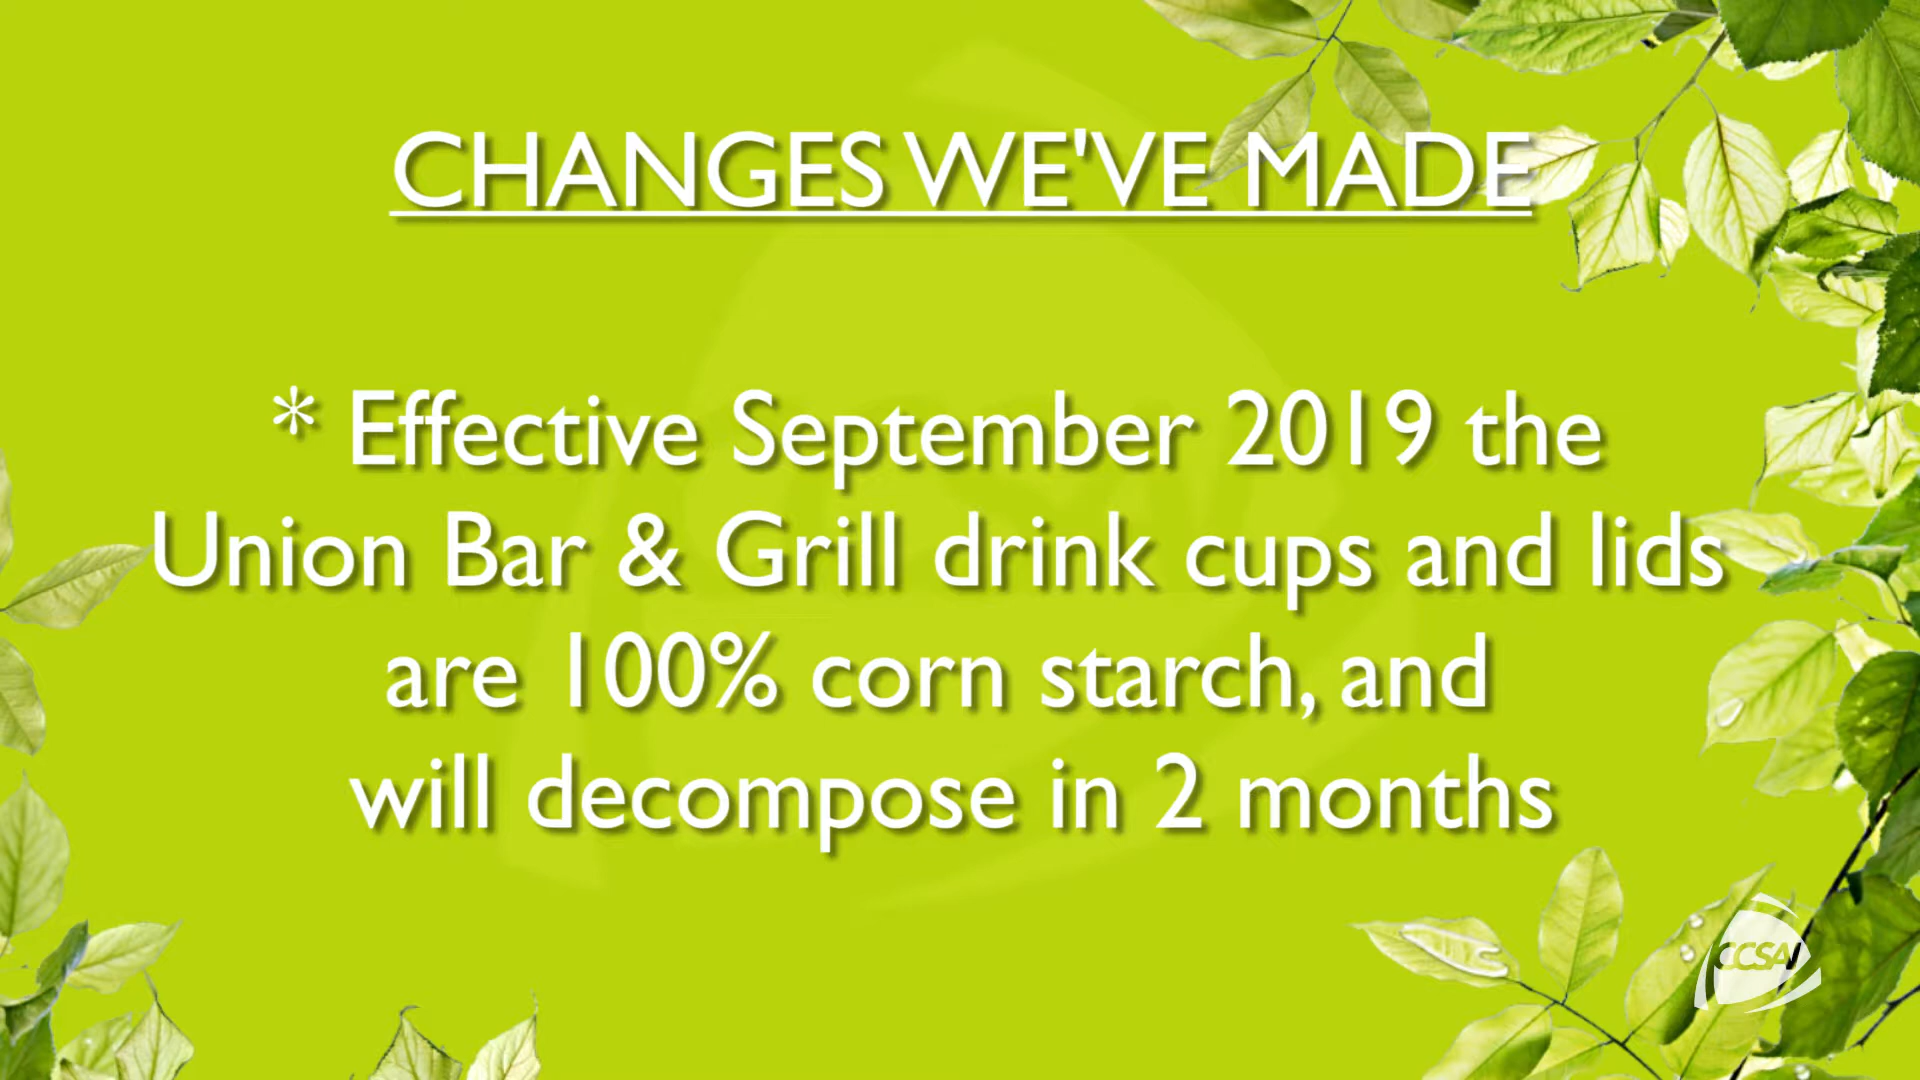 CHANGES WE'VE MADE
* Effective September 2019 the
Union Bar & Grill drink cups and lids
are 100% corn starch, and
will decompose in 2 months
CCSAI